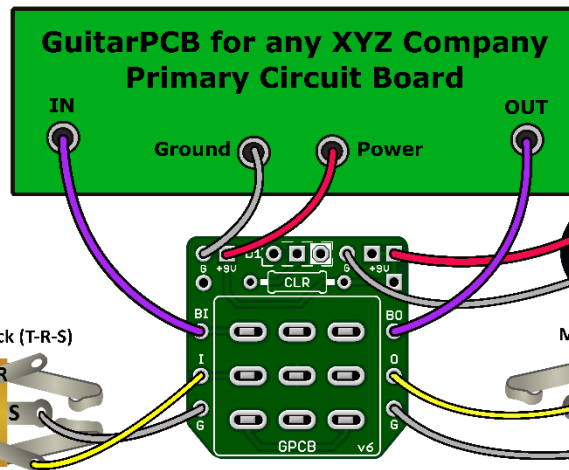 GuitarPCB for any XYZ Company
Primary Circuit Board
IN
OUT
Ground
Power
G
+9V
D1
G
+9V
CLR
BI
BO
ck (T-R-S)
M
I
O
R
S
G
G
GPCB
v6